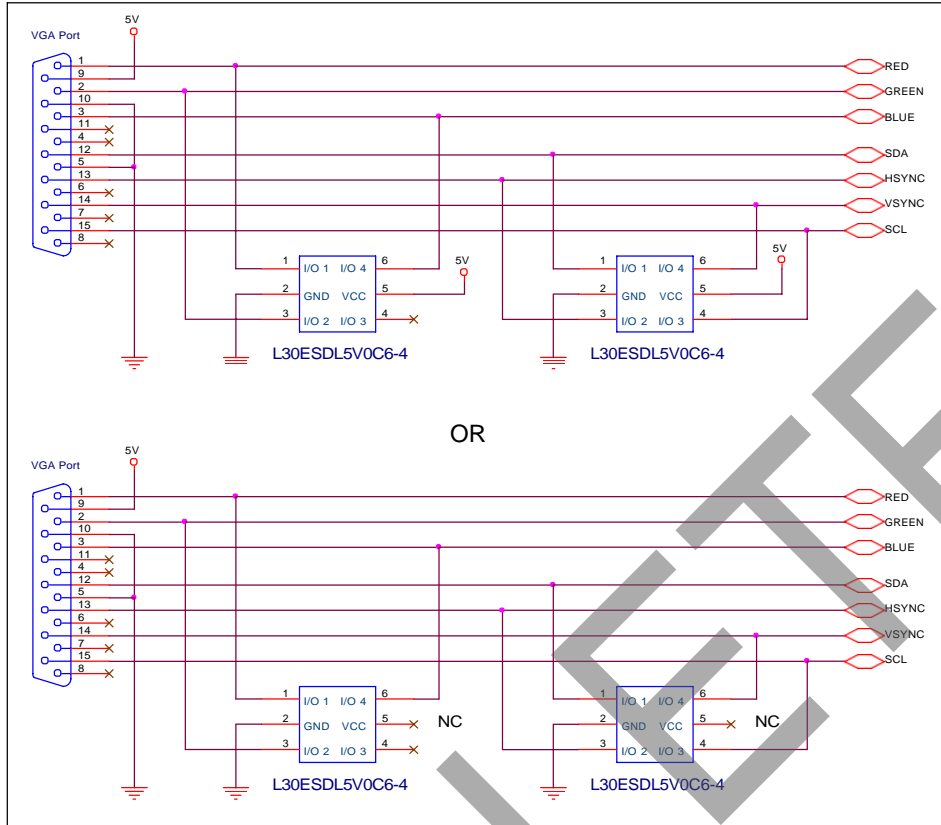 5V
VGA Port
1
9
2
10
3
11
4
12
5
13
6
14
7
15
8
RED
GREEN
BLUE
SDA
HSYNC
VSYNC
SCL
1 I/O 1 I/O 4 6
2 GND VCC 5
3 I/O 2 I/O 3 4
5V
L30ESDL5V0C6-4
1 I/O 1 I/O 4 6
2 GND VCC 5
3 I/O 2 I/O 3 4
5V
L30ESDL5V0C6-4
OR
5V
VGA Port
1
9
2
10
3
11
4
12
5
13
6
14
7
15
8
RED
GREEN
BLUE
SDA
HSYNC
VSYNC
SCL
1 I/O 1 I/O 4 6
2 GND VCC 5 NC
3 I/O 2 I/O 3 4
L30ESDL5V0C6-4
1 I/O 1 I/O 4 6
2 GND VCC 5 NC
3 I/O 2 I/O 3 4
L30ESDL5V0C6-4